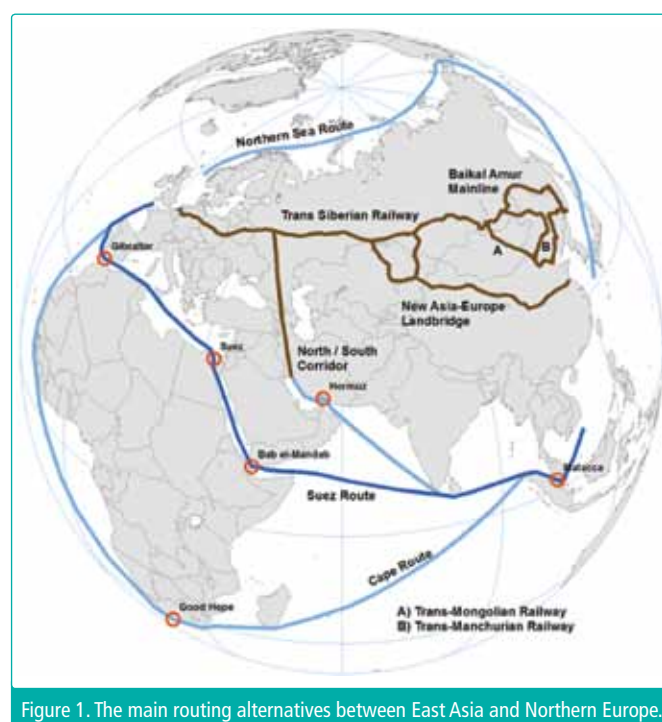 Northern Sea Route
Baikal Amur
Mainline
Trans Siberian Railway
A
B
Gibraltar
New Asia-Europe
Landbridge
Suez
North / South
Corridor
Hormuz
Bab el-Mandab
Malacca
Suez Route
Cape Route
Good Hope
A) Trans-Mongolian Railway
B) Trans-Manchurian Railway
Figure 1. The main routing alternatives between East Asia and Northern Europe.